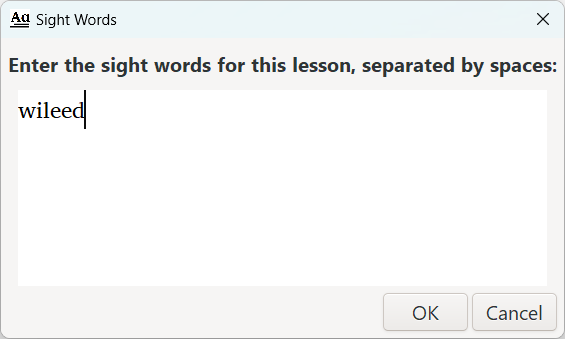 Aa Sight Words
Enter the sight words for this lesson, separated by spaces:
wileed
OK Cancel